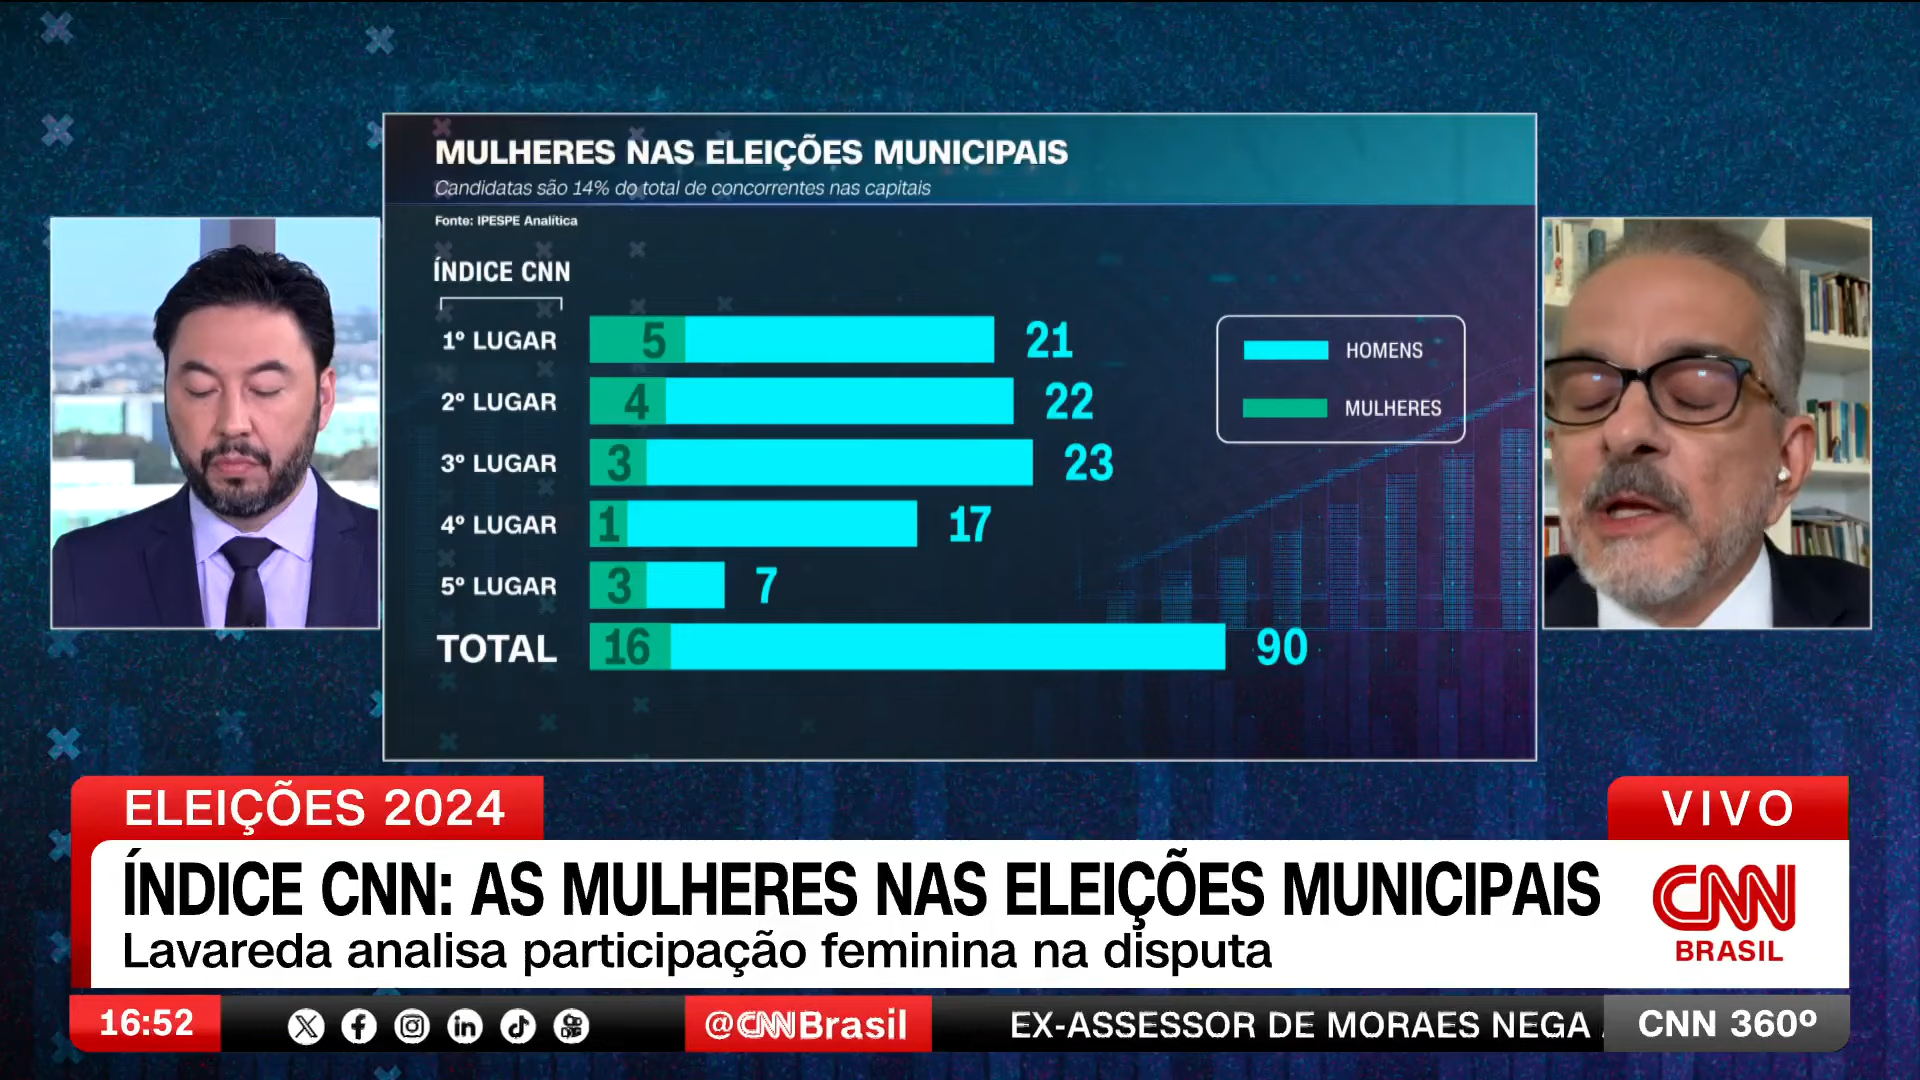 MULHERES NAS ELEIÇÕES MUNICIPAIS
Candidatas são 14% do total de concorrentes nas capitais
Fonte: IPESPE Analítica
ÍNDICE CNN
1º LUGAR 5 21
2º LUGAR 4 22
3º LUGAR 3 23
4º LUGAR 1 17
5º LUGAR 3 7
TOTAL 16 90
HOMENS
MULHERES
ELEIÇÕES 2024
VIVO
ÍNDICE CNN: AS MULHERES NAS ELEIÇÕES MUNICIPAIS
Lavareda analisa participação feminina na disputa
CNN
BRASIL
16:52
@CNNBrasil
EX-ASSESSOR DE MORAES NEGA
CNN 360º